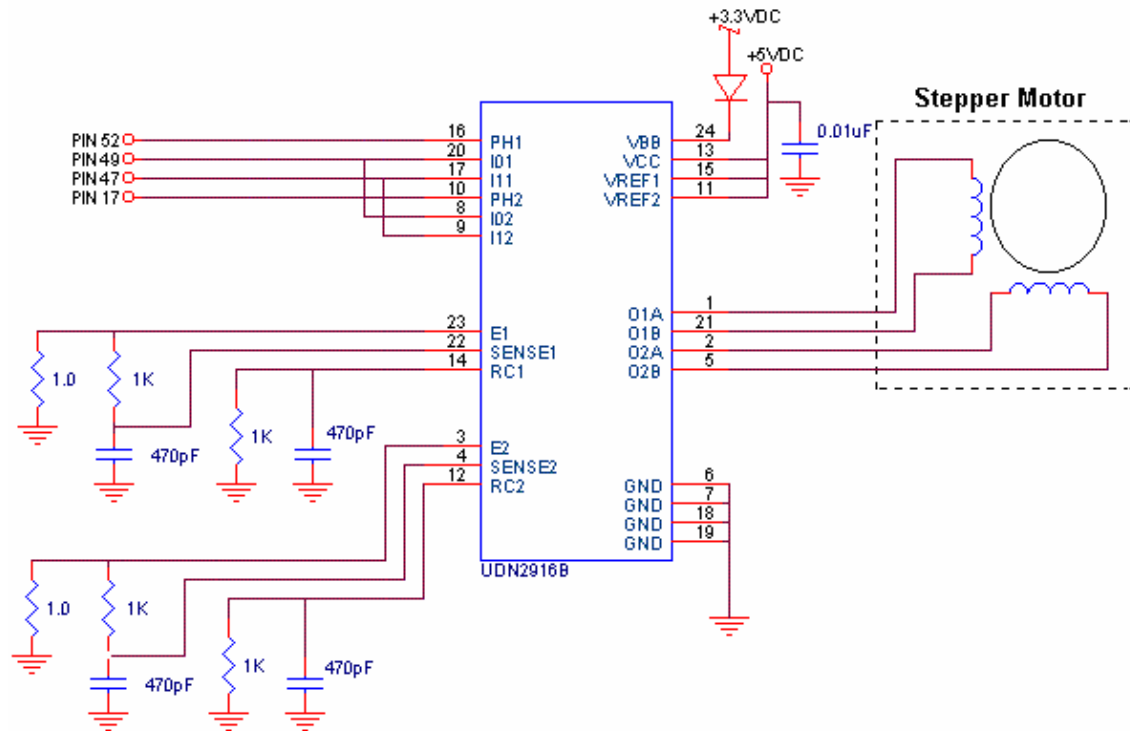 +3.3VDC
+5VDC
Stepper Motor
0.01uF
PIN 52
PIN 49
PIN 47
PIN 17
16 PH1
20 I01
17 I11
10 PH2
8 I02
9 I12
24 VBB
13 VCC
15 VREF1
11 VREF2
1 O1A
21 O1B
2 O2A
5 O2B
23 E1
22 SENSE1
14 RC1
1.0
1K
470pF
1K
470pF
3 E2
4 SENSE2
12 RC2
6 GND
7 GND
18 GND
19 GND
UDN2916B
1.0
1K
470pF
1K
470pF